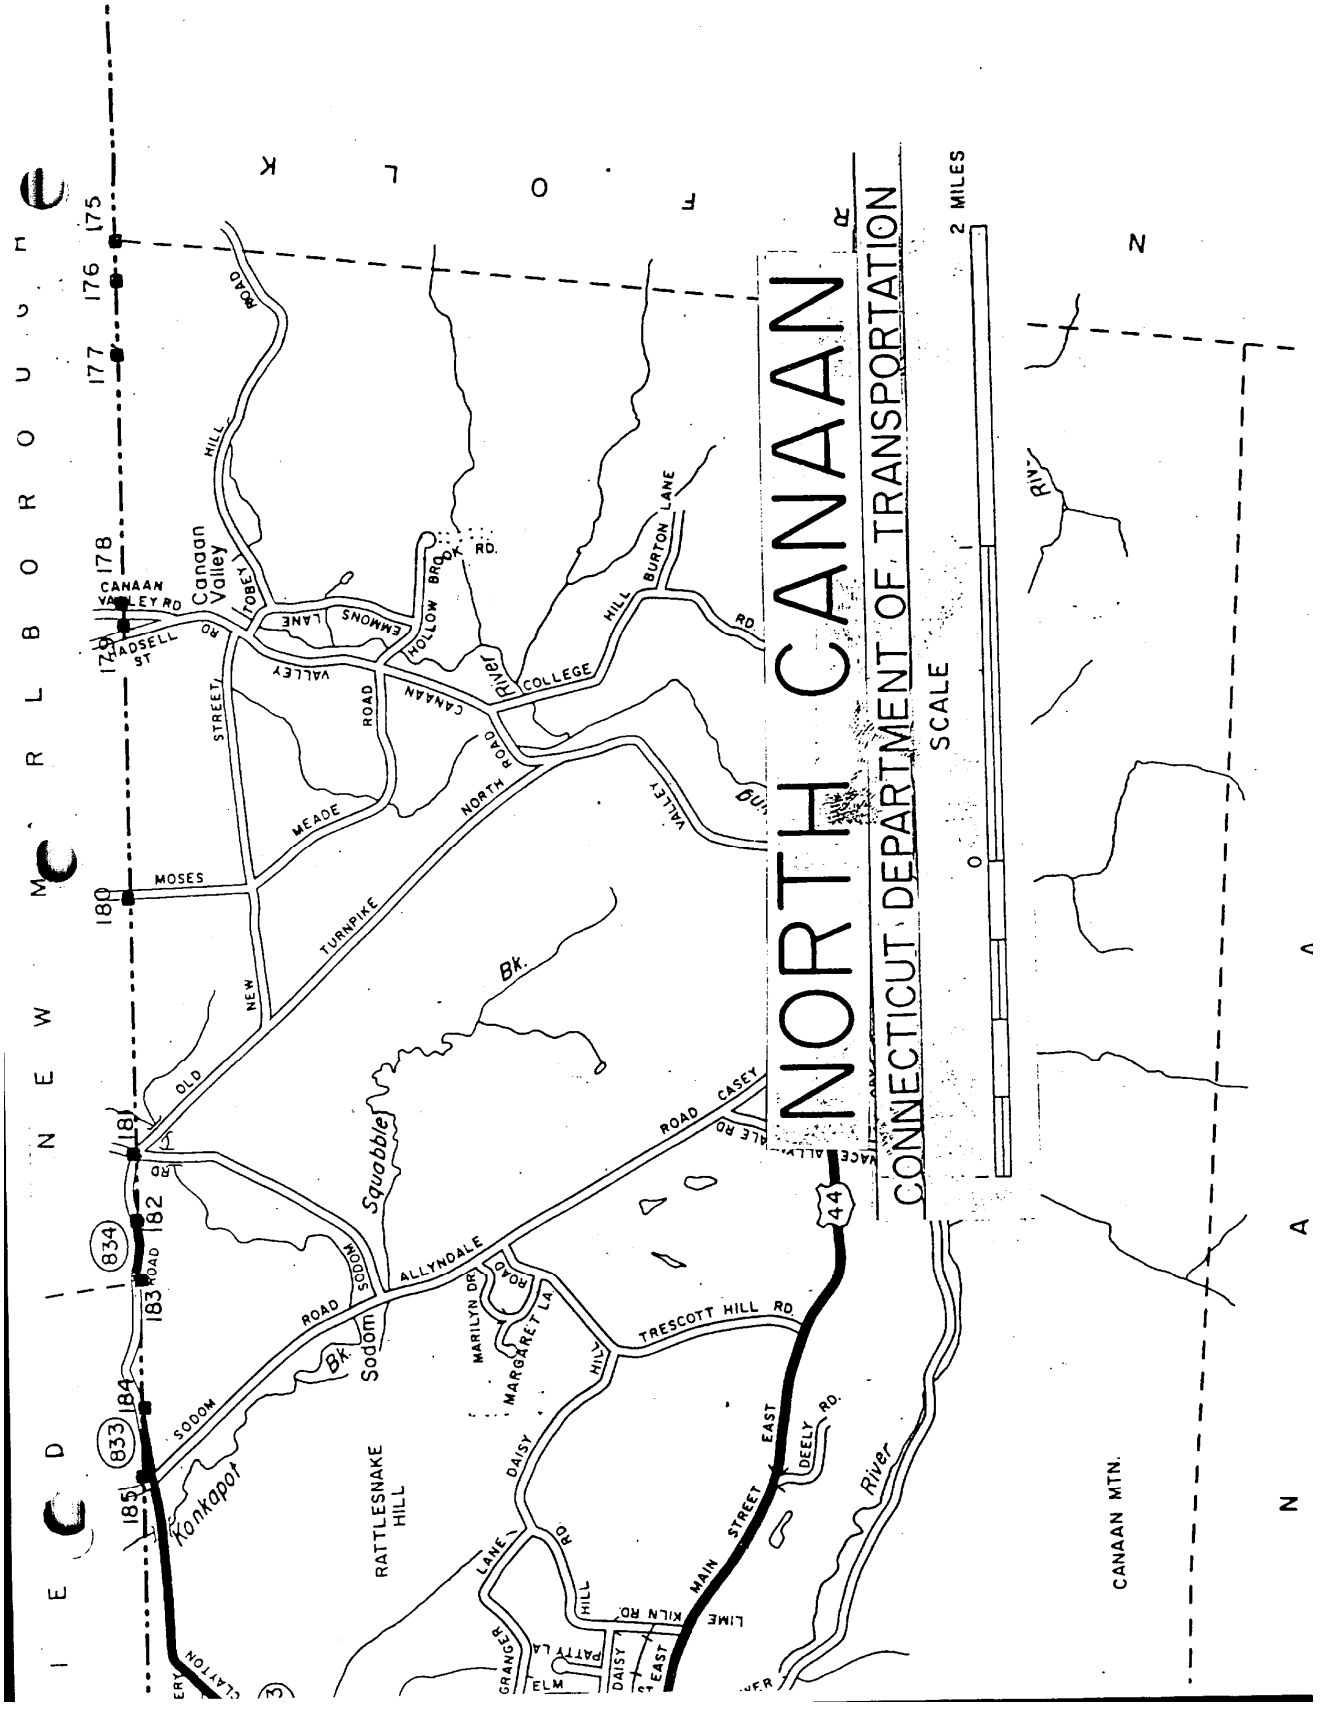 NORTH CANAAN
CONNECTICUT DEPARTMENT OF TRANSPORTATION
SCALE
0
1
2 MILES
NEW MARLBOROUGH
I E D
F O L K
N
A
N
175
176
177
178
179
180
181
182
183
184
185
834
833
44
CANAAN
VALLEY RD
HADSELL
ST
Canaan
Valley
TOBEY
HILL
ROAD
RD
VALLEY
CANAAN
LANE
EMMONS
HOLLOW BROOK RD.
River
COLLEGE
HILL
RD.
BURTON LANE
STREET
NEW
MOSES
MEADE
ROAD
OLD
TURNPIKE
NORTH
ROAD
VALLEY
RIV
Squabble
Bk.
RD
SODOM
ROAD
SODOM
ROAD
Sodom
Konkapot
Bk.
ALLYNDALE
ROAD
CASEY
MARILYN DR.
MARGARET LA.
ROAD
HILL
DAISY
TRESCOTT HILL RD.
RATTLESNAKE
HILL
LANE
GRANGER
RD
HILL
DAISY
PATTY LA
ELM
LIME KILN RD.
EAST
MAIN
STREET
EAST
ST
DEELY RD.
River
CANAAN MTN.
CLAYTON